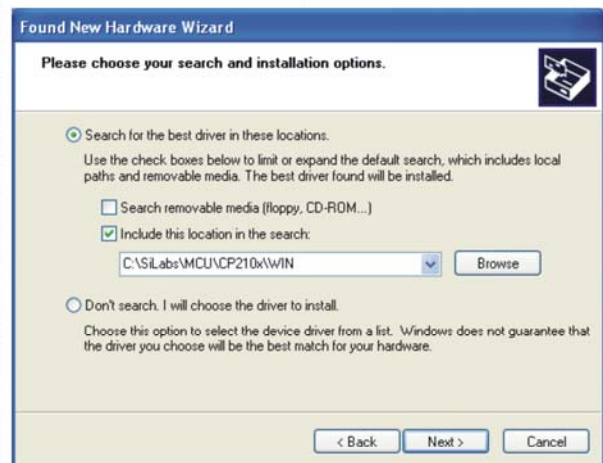 Found New Hardware Wizard
Please choose your search and installation options.
Search for the best driver in these locations.
Use the check boxes below to limit or expand the default search, which includes local
paths and removable media. The best driver found will be installed.
Search removable media (floppy, CD-ROM...)
Include this location in the search:
C:\SiLabs\MCU\CP210x\WIN
Browse
Don't search. I will choose the driver to install.
Choose this option to select the device driver from a list. Windows does not guarantee that
the driver you choose will be the best match for your hardware.
< Back
Next >
Cancel